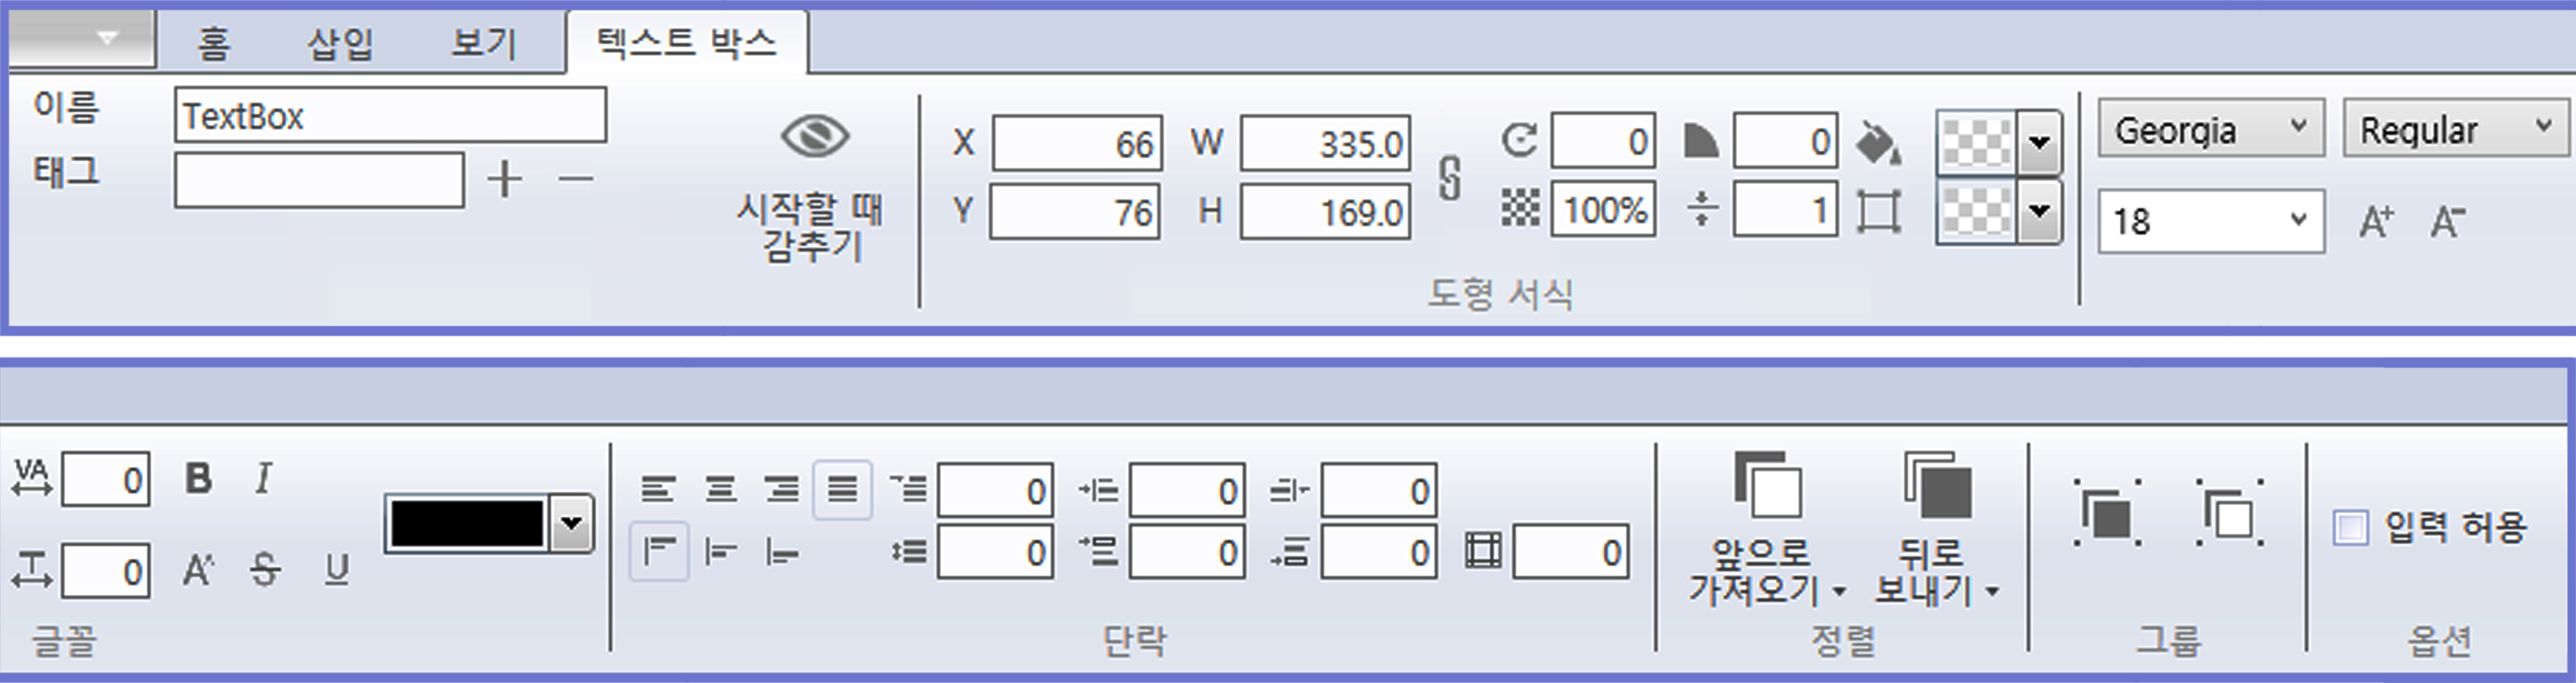 홈 삽입 보기 텍스트 박스
이름 TextBox
태그
시작할 때
감추기
X 66 W 335.0 0 0
Y 76 H 169.0 100% 1
도형 서식
Georgia Regular
18 A+ A-
VA 0 B I
T 0 A^ S U
글꼴
0 0 0
0 0 0 0
단락
앞으로
가져오기
뒤로
보내기
정렬
그룹
입력 허용
옵션